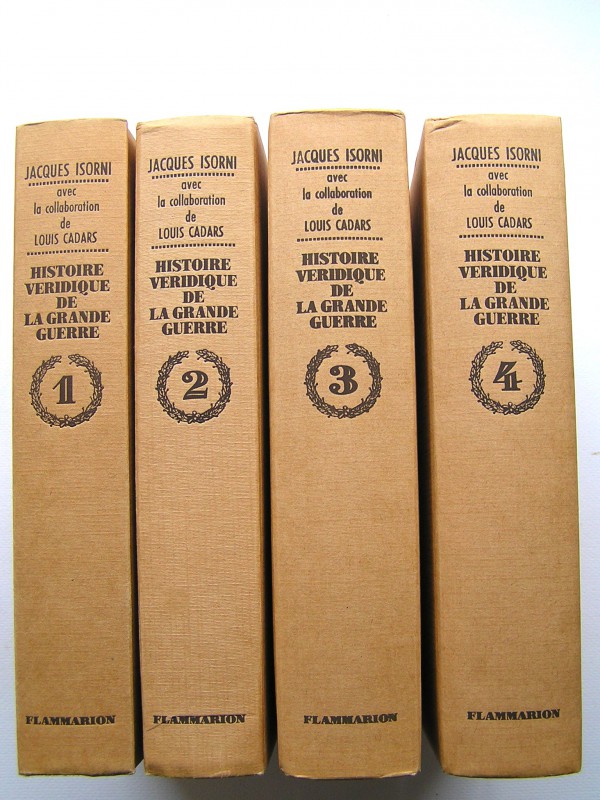 JACQUES ISORNI
avec
la collaboration
de
LOUIS CADARS
HISTOIRE
VERIDIQUE
DE
LA GRANDE
GUERRE
1
FLAMMARION
JACQUES ISORNI
avec
la collaboration
de
LOUIS CADARS
HISTOIRE
VERIDIQUE
DE
LA GRANDE
GUERRE
2
FLAMMARION
JACQUES ISORNI
avec
la collaboration
de
LOUIS CADARS
HISTOIRE
VERIDIQUE
DE
LA GRANDE
GUERRE
3
FLAMMARION
JACQUES ISORNI
avec
la collaboration
de
LOUIS CADARS
HISTOIRE
VERIDIQUE
DE
LA GRANDE
GUERRE
4
FLAMMARION